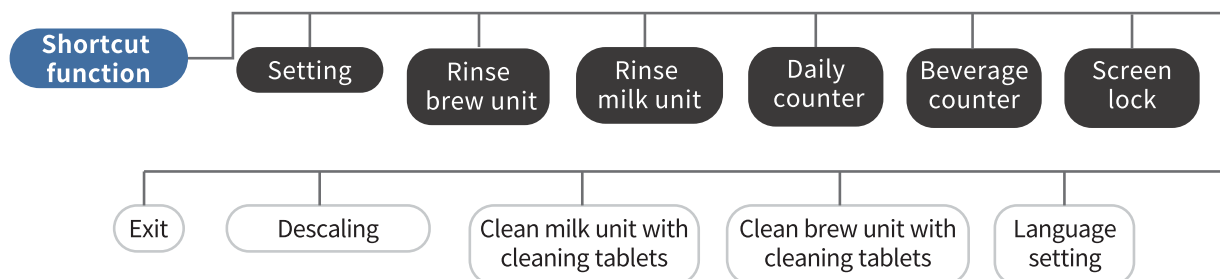 Shortcut
function
Setting
Rinse
brew unit
Rinse
milk unit
Daily
counter
Beverage
counter
Screen
lock
Exit
Descaling
Clean milk unit with
cleaning tablets
Clean brew unit with
cleaning tablets
Language
setting